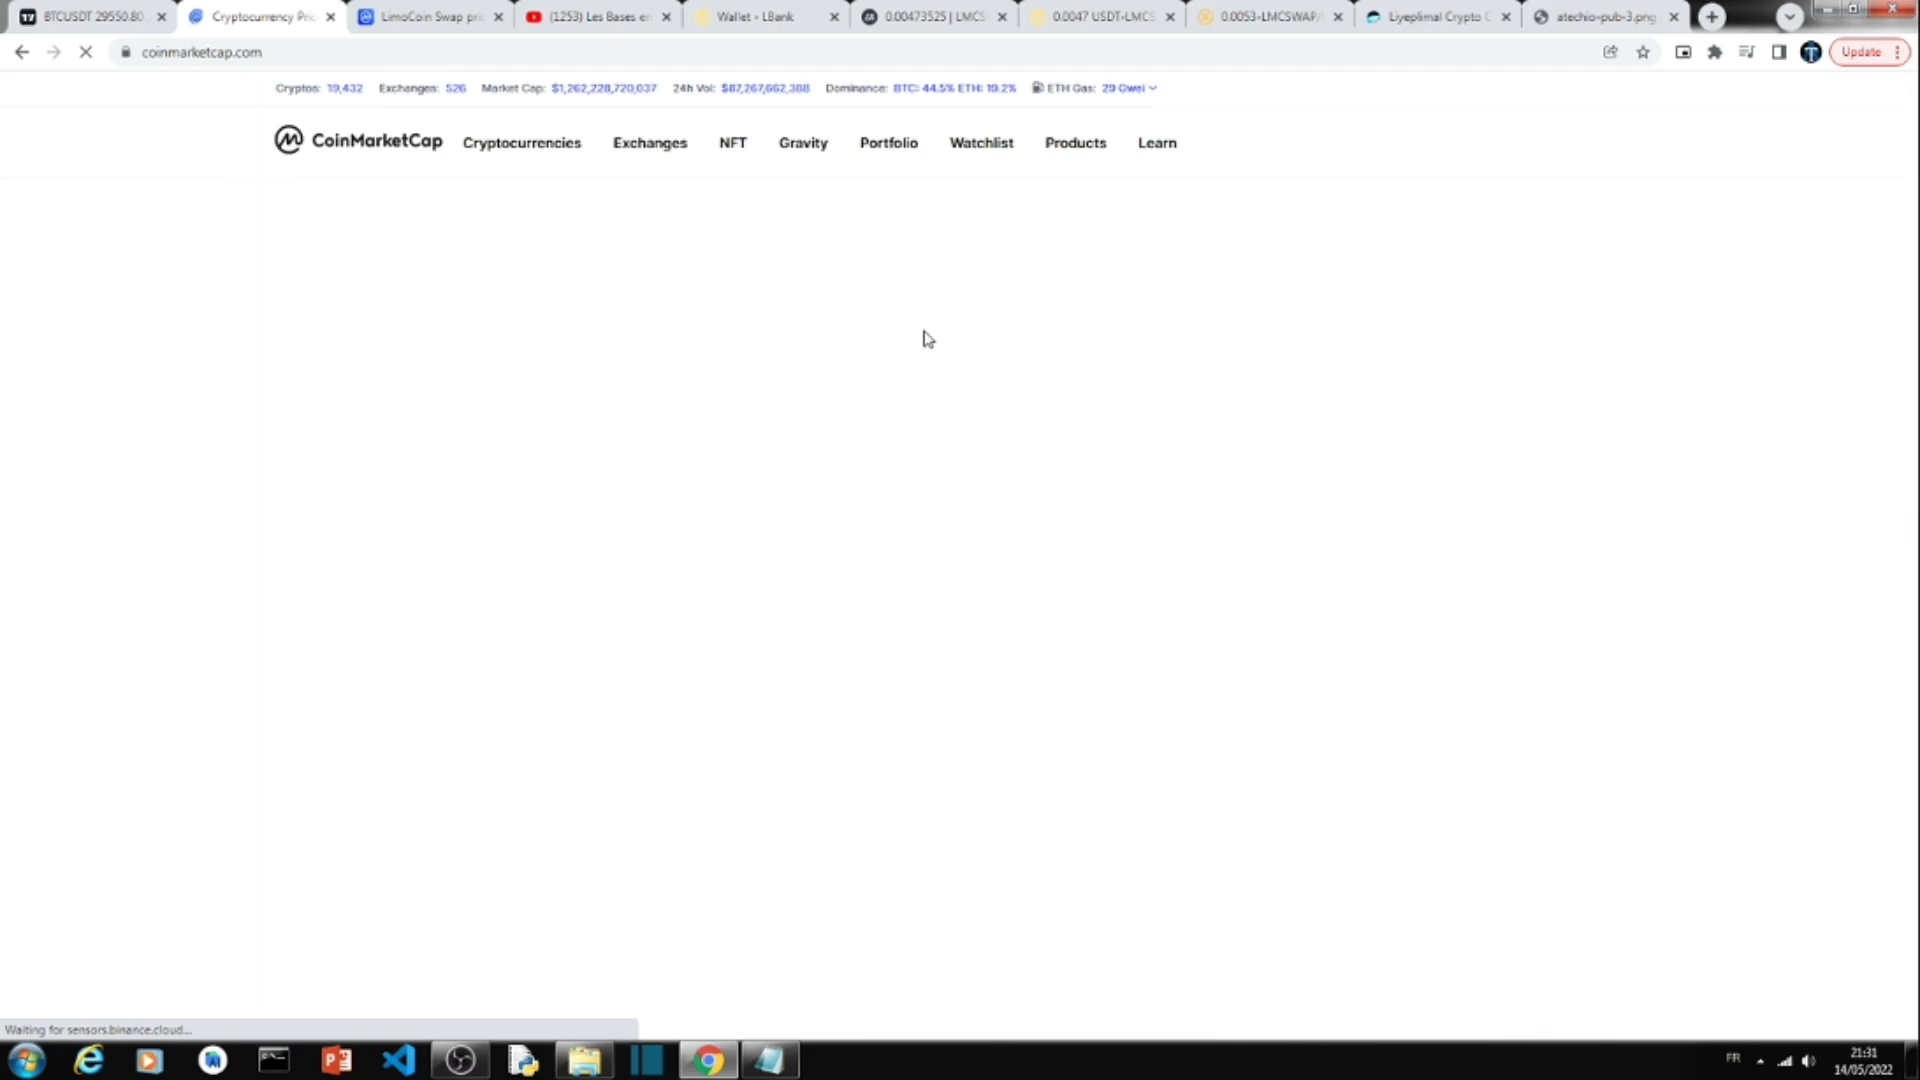 BTCUSDT 29550.80
Cryptocurrency Pric
LimoCoin Swap pric
(1253) Les Bases en
Wallet - LBank
0.00473525 | LMCS
0.0047 USDT-LMCS
0.0053-LMCSWAP/
Liyeplimal Crypto C
atechio-pub-3.png
coinmarketcap.com
Update
Cryptos: 19,432 Exchanges: 526 Market Cap: $1,262,228,720,037 24h Vol: $87,267,662,388 Dominance: BTC: 44.5% ETH: 19.2% ETH Gas: 29 Gwei
CoinMarketCap Cryptocurrencies Exchanges NFT Gravity Portfolio Watchlist Products Learn
Waiting for sensors.binance.cloud...
FR
21:31
14/05/2022